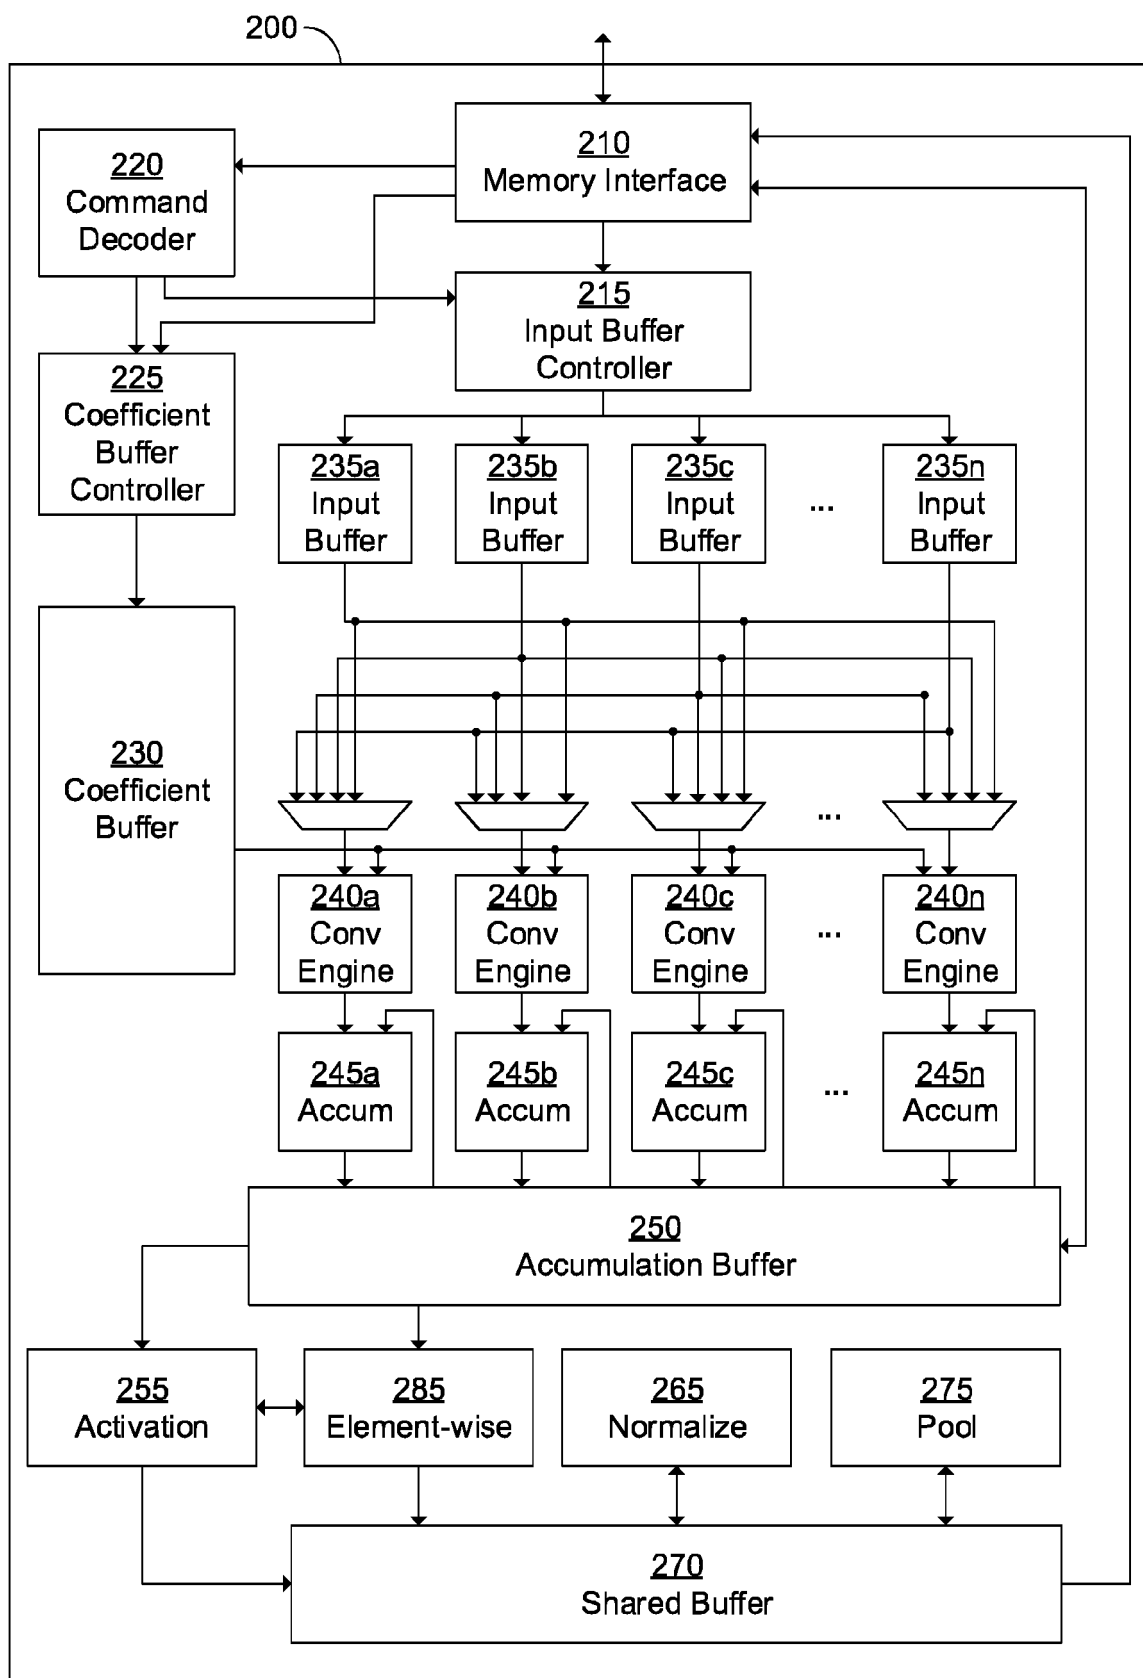 200
210
Memory Interface
220
Command
Decoder
215
Input Buffer
Controller
225
Coefficient
Buffer
Controller
235a
Input
Buffer
235b
Input
Buffer
235c
Input
Buffer
...
235n
Input
Buffer
230
Coefficient
Buffer
...
240a
Conv
Engine
240b
Conv
Engine
240c
Conv
Engine
...
240n
Conv
Engine
245a
Accum
245b
Accum
245c
Accum
...
245n
Accum
250
Accumulation Buffer
255
Activation
285
Element-wise
265
Normalize
275
Pool
270
Shared Buffer